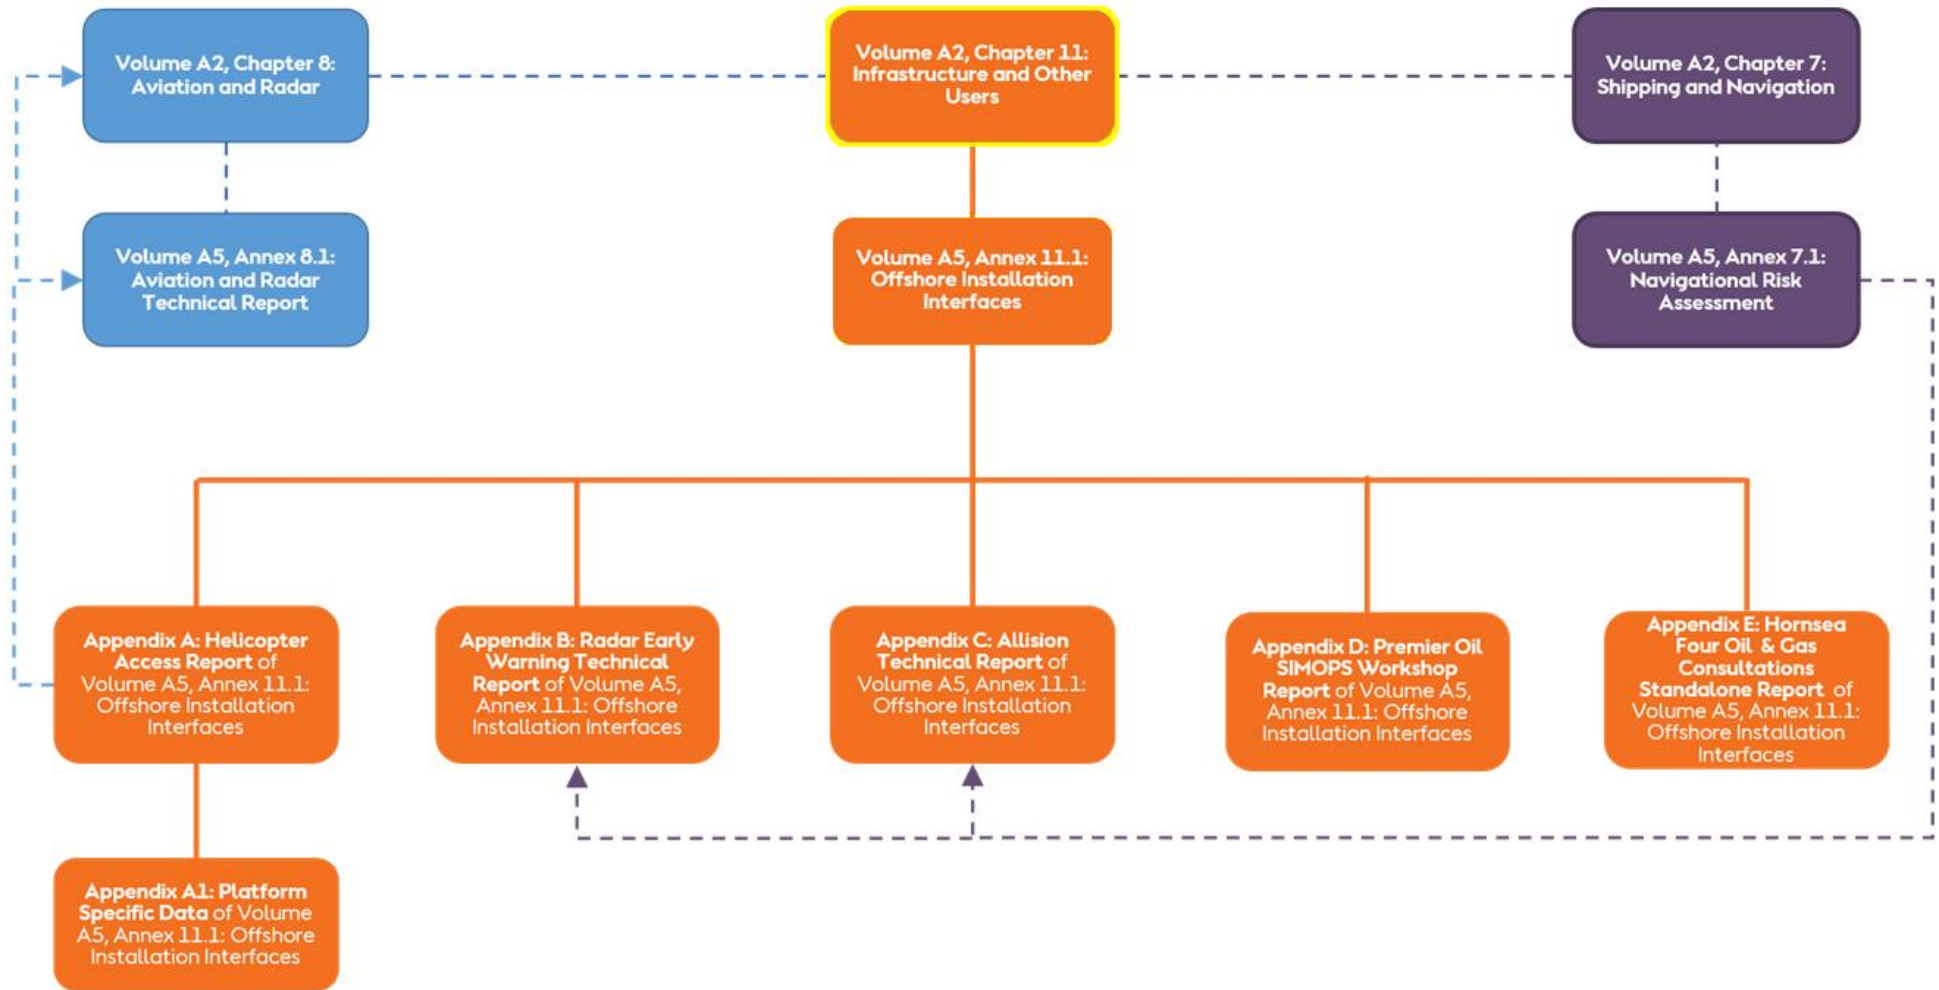 Volume A2, Chapter 8:
Aviation and Radar
Volume A2, Chapter 11:
Infrastructure and Other
Users
Volume A2, Chapter 7:
Shipping and Navigation
Volume A5, Annex 8.1:
Aviation and Radar
Technical Report
Volume A5, Annex 11.1:
Offshore Installation
Interfaces
Volume A5, Annex 7.1:
Navigational Risk
Assessment
Appendix A: Helicopter
Access Report of
Volume A5, Annex 11.1:
Offshore Installation
Interfaces
Appendix B: Radar Early
Warning Technical
Report of Volume A5,
Annex 11.1: Offshore
Installation Interfaces
Appendix C: Allision
Technical Report of
Volume A5, Annex 11.1:
Offshore Installation
Interfaces
Appendix D: Premier Oil
SIMOPS Workshop
Report of Volume A5,
Annex 11.1: Offshore
Installation Interfaces
Appendix E: Hornsea
Four Oil & Gas
Consultations
Standalone Report of
Volume A5, Annex 11.1:
Offshore Installation
Interfaces
Appendix A1: Platform
Specific Data of Volume
A5, Annex 11.1: Offshore
Installation Interfaces